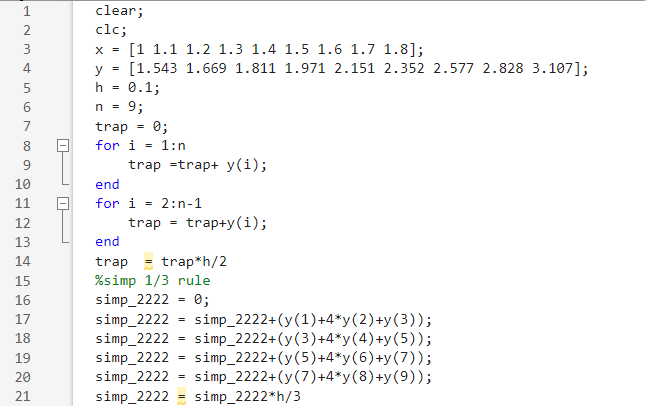 1 clear;
2 clc;
3 x = [1 1.1 1.2 1.3 1.4 1.5 1.6 1.7 1.8];
4 y = [1.543 1.669 1.811 1.971 2.151 2.352 2.577 2.828 3.107];
5 h = 0.1;
6 n = 9;
7 trap = 0;
8 for i = 1:n
9 trap =trap+ y(i);
10 end
11 for i = 2:n-1
12 trap = trap+y(i);
13 end
14 trap = trap*h/2
15 %simp 1/3 rule
16 simp_2222 = 0;
17 simp_2222 = simp_2222+(y(1)+4*y(2)+y(3));
18 simp_2222 = simp_2222+(y(3)+4*y(4)+y(5));
19 simp_2222 = simp_2222+(y(5)+4*y(6)+y(7));
20 simp_2222 = simp_2222+(y(7)+4*y(8)+y(9));
21 simp_2222 = simp_2222*h/3